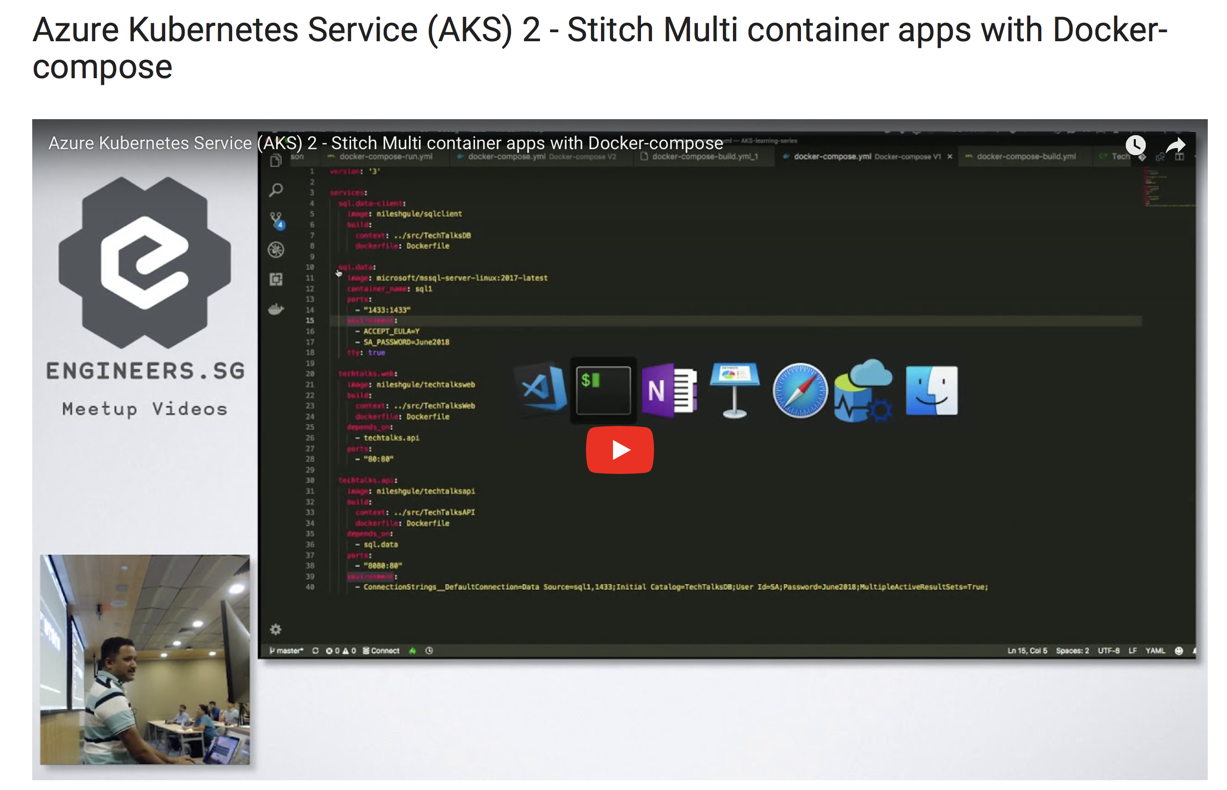 Azure Kubernetes Service (AKS) 2 - Stitch Multi container apps with Docker-
compose
Azure Kubernetes Service (AKS) 2 - Stitch Multi container apps with Docker-compose
AKS-learning-series
son docker-compose-run.yml docker-compose.yml Docker-compose V2 docker-compose-build.yml_1 docker-compose.yml Docker-compose V1 × docker-compose-build.yml Tech
ENGINEERS.SG
Meetup Videos
4
1 version: '3'
2
3 services:
4 sql.data-client:
5 image: nileshgule/sqlclient
6 build:
7 context: ../src/TechTalksDB
8 dockerfile: Dockerfile
9
10 sql.data:
11 image: microsoft/mssql-server-linux:2017-latest
12 container_name: sql1
13 ports:
14 - "1433:1433"
15 environment:
16 - ACCEPT_EULA=Y
17 - SA_PASSWORD=June2018
18 tty: true
19
20 techtalks.web:
21 image: nileshgule/techtalksweb
22 build:
23 context: ../src/TechTalksWeb
24 dockerfile: Dockerfile
25 depends_on:
26 - techtalks.api
27 ports:
28 - "80:80"
29
30 techtalks.api:
31 image: nileshgule/techtalksapi
32 build:
33 context: ../src/TechTalksAPI
34 dockerfile: Dockerfile
35 depends_on:
36 - sql.data
37 ports:
38 - "8080:80"
39 environment:
40 - ConnectionStrings__DefaultConnection=Data Source=sql1,1433;Initial Catalog=TechTalksDB;User Id=SA;Password=June2018;MultipleActiveResultSets=True;
$
N
master* 0 0 Connect Ln 15, Col 5 Spaces: 2 UTF-8 LF YAML